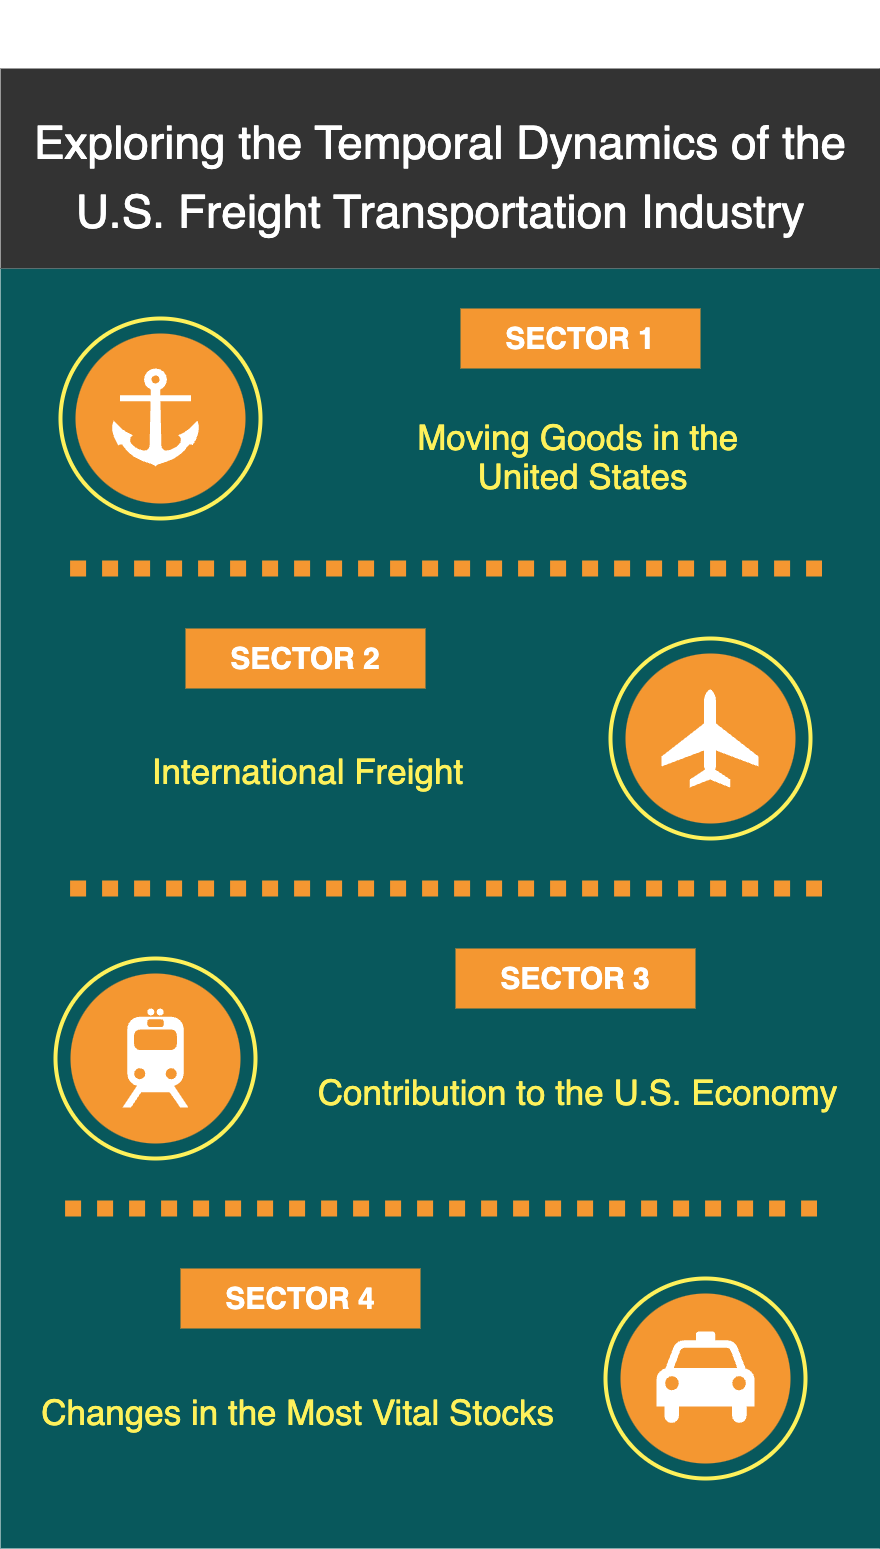 Exploring the Temporal Dynamics of the
U.S. Freight Transportation Industry
SECTOR 1
Moving Goods in the
United States
SECTOR 2
International Freight
SECTOR 3
Contribution to the U.S. Economy
SECTOR 4
Changes in the Most Vital Stocks